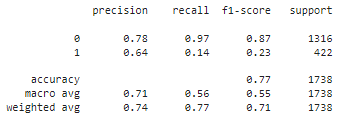 precision recall f1-score support
0 0.78 0.97 0.87 1316
1 0.64 0.14 0.23 422
accuracy 0.77 1738
macro avg 0.71 0.56 0.55 1738
weighted avg 0.74 0.77 0.71 1738